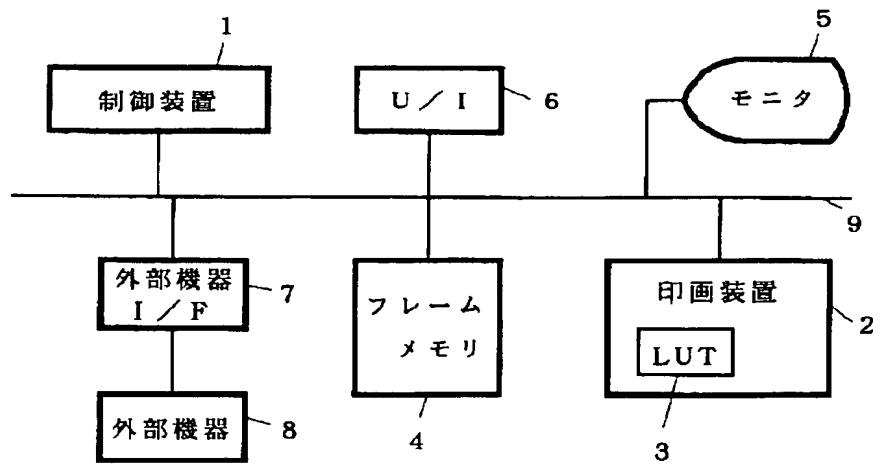 1
制御装置
U/I
6
5
モニタ
9
外部機器
I/F
7
フレーム
メモリ
4
印画装置
LUT
2
3
外部機器
8